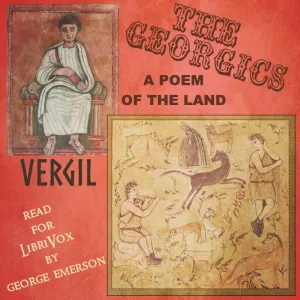 THE
GEORGICS
A POEM
OF THE LAND
VERGIL
READ
FOR
LIBRIVOX
BY
GEORGE EMERSON